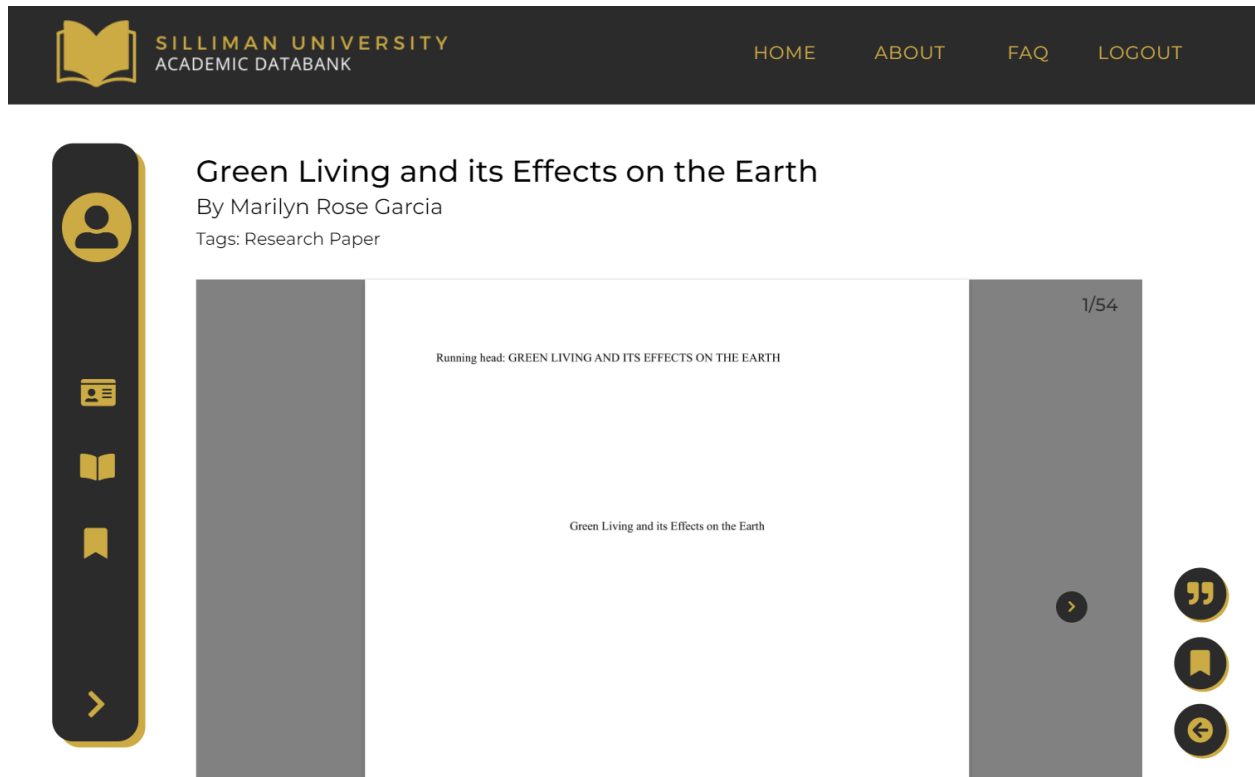 SILLIMAN UNIVERSITY
ACADEMIC DATABANK
HOME
ABOUT
FAQ
LOGOUT
Green Living and its Effects on the Earth
By Marilyn Rose Garcia
Tags: Research Paper
1/54
Running head: GREEN LIVING AND ITS EFFECTS ON THE EARTH
Green Living and its Effects on the Earth